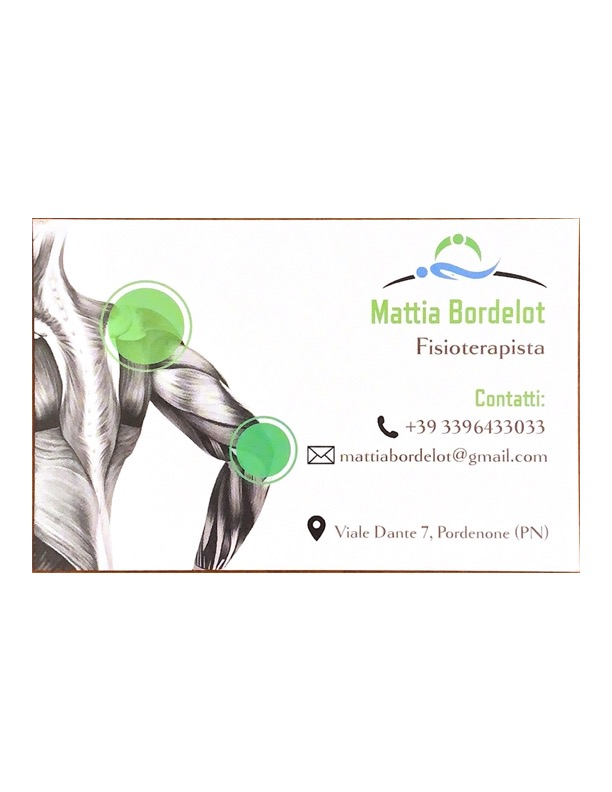 Mattia Bordelot
Fisioterapista
Contatti:
+39 3396433033
mattiabordelot@gmail.com
Viale Dante 7, Pordenone (PN)